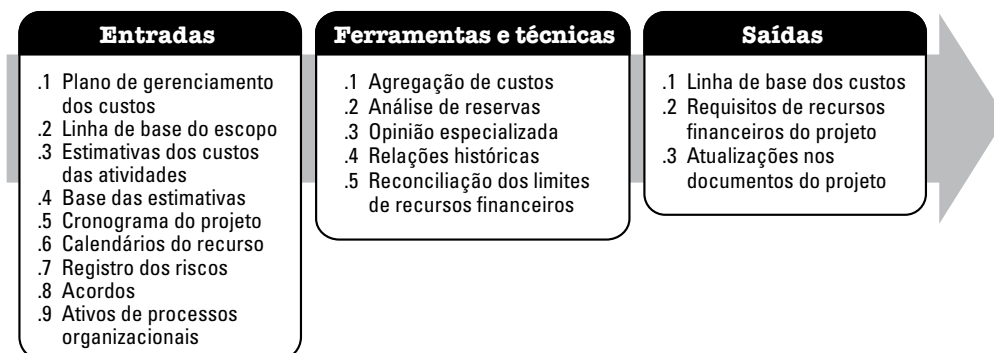 Entradas
.1 Plano de gerenciamento
dos custos
.2 Linha de base do escopo
.3 Estimativas dos custos
das atividades
.4 Base das estimativas
.5 Cronograma do projeto
.6 Calendários do recurso
.7 Registro dos riscos
.8 Acordos
.9 Ativos de processos
organizacionais
Ferramentas e técnicas
.1 Agregação de custos
.2 Análise de reservas
.3 Opinião especializada
.4 Relações históricas
.5 Reconciliação dos limites
de recursos financeiros
Saídas
.1 Linha de base dos custos
.2 Requisitos de recursos
financeiros do projeto
.3 Atualizações nos
documentos do projeto